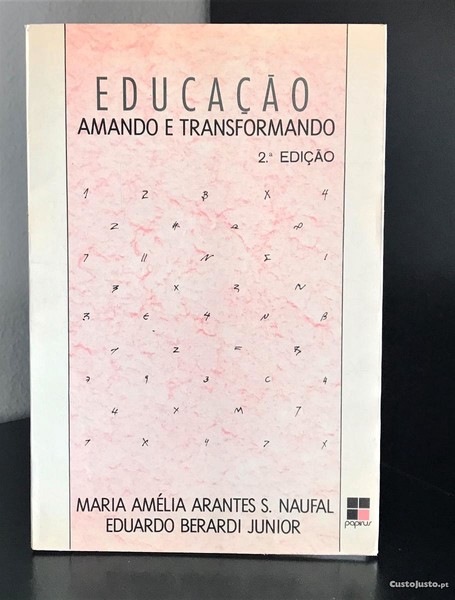 EDUCAÇÃO
AMANDO E TRANSFORMANDO
2.ª EDIÇÃO
MARIA AMÉLIA ARANTES S. NAUFAL
EDUARDO BERARDI JUNIOR
papirus
CustoJusto.pt